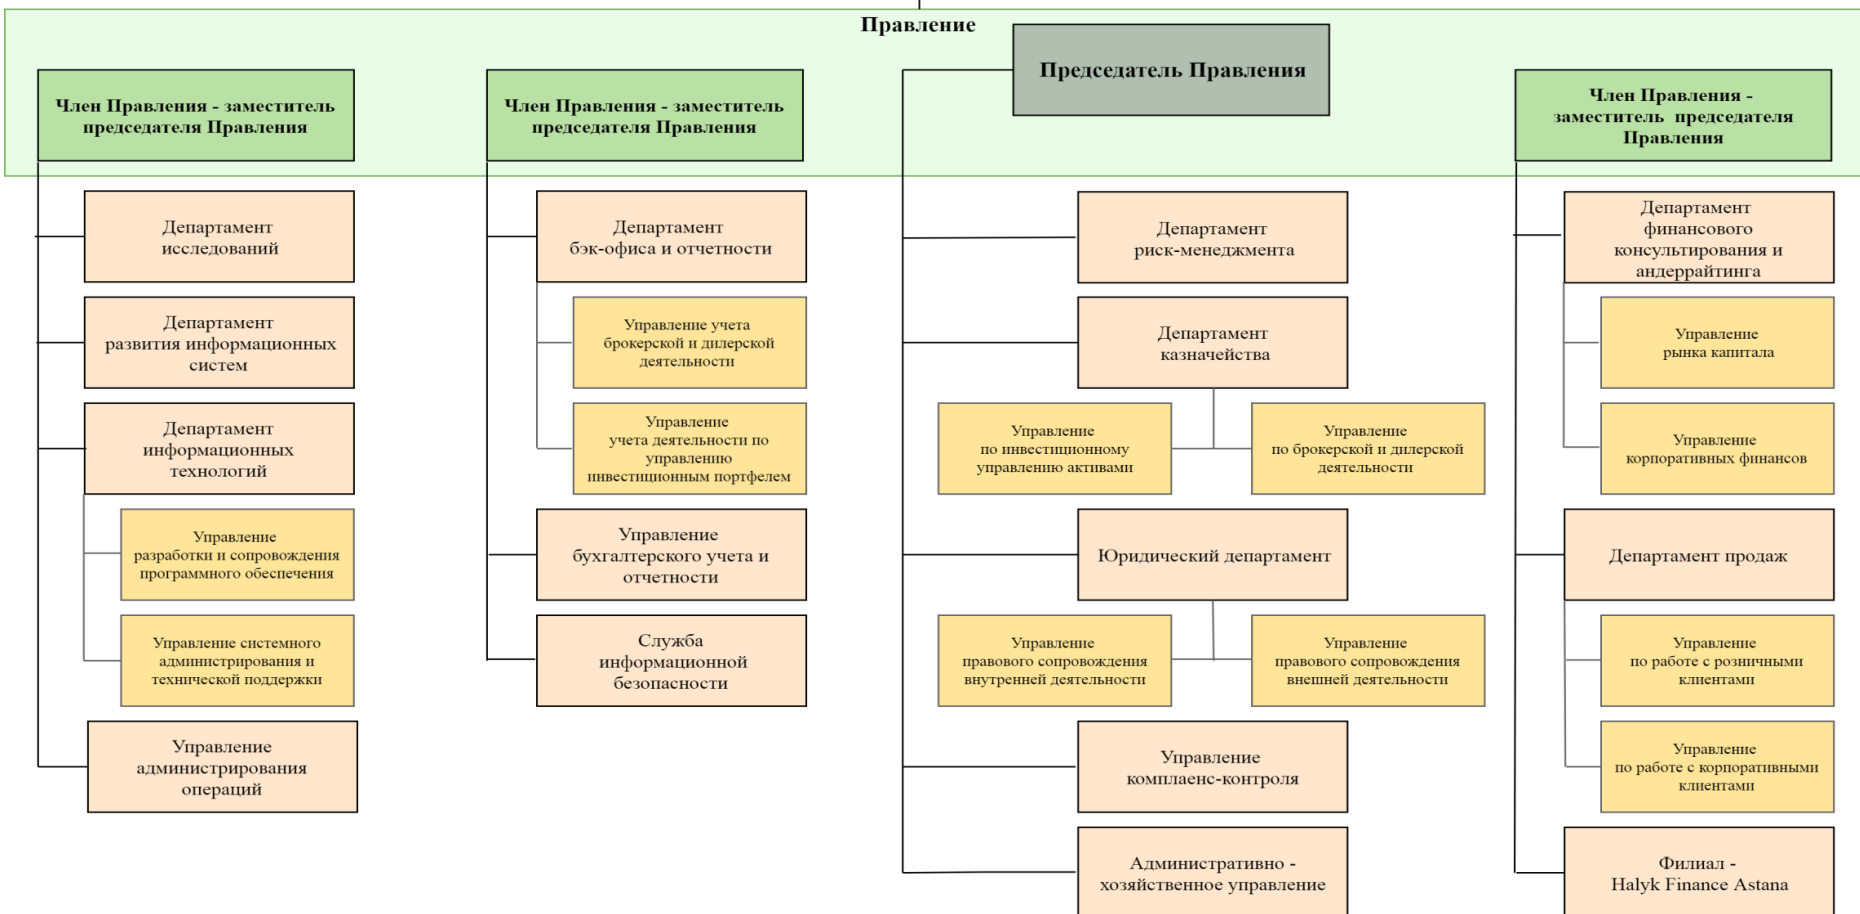 Правление
Председатель Правления
Член Правления - заместитель
председателя Правления
Департамент
исследований
Департамент
развития информационных
систем
Департамент
информационных
технологий
Управление
разработки и сопровождения
программного обеспечения
Управление системного
администрирования и
технической поддержки
Управление
администрирования
операций
Член Правления - заместитель
председателя Правления
Департамент
бэк-офиса и отчетности
Управление учета
брокерской и дилерской
деятельности
Управление
учета деятельности по
управлению
инвестиционным портфелем
Управление
бухгалтерского учета и
отчетности
Служба
информационной
безопасности
Департамент
риск-менеджмента
Департамент
казначейства
Управление
по инвестиционному
управлению активами
Управление
по брокерской и дилерской
деятельности
Юридический департамент
Управление
правового сопровождения
внутренней деятельности
Управление
правового сопровождения
внешней деятельности
Управление
комплаенс-контроля
Административно -
хозяйственное управление
Член Правления -
заместитель председателя
Правления
Департамент
финансового
консультирования и
андеррайтинга
Управление
рынка капитала
Управление
корпоративных финансов
Департамент продаж
Управление
по работе с розничными
клиентами
Управление
по работе с корпоративными
клиентами
Филиал -
Halyk Finance Astana